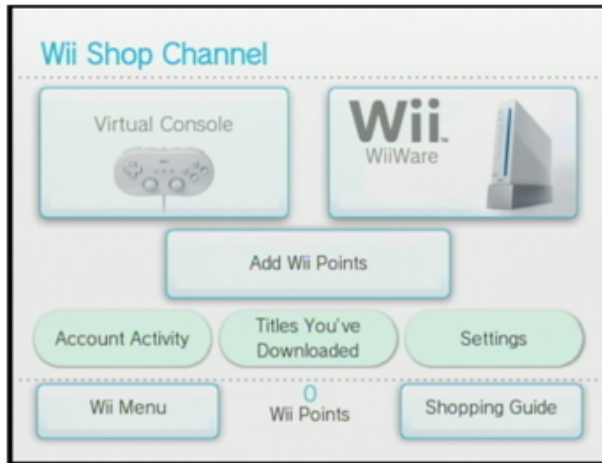 Wii Shop Channel
Virtual Console
Wii™
WiiWare
Add Wii Points
Account Activity
Titles You've
Downloaded
Settings
Wii Menu
0
Wii Points
Shopping Guide